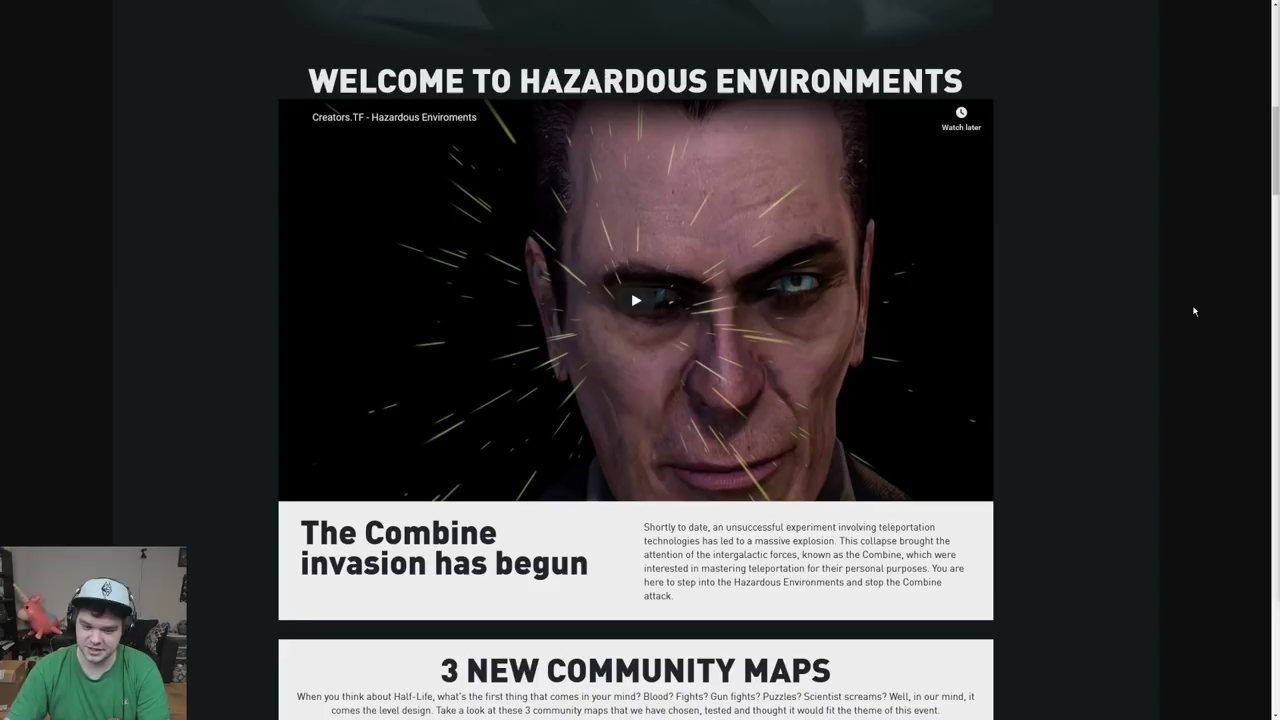 WELCOME TO HAZARDOUS ENVIRONMENTS
Creators.TF - Hazardous Enviroments
Watch later
The Combine
invasion has begun
Shortly to date, an unsuccessful experiment involving teleportation
technologies has led to a massive explosion. This collapse brought the
attention of the intergalactic forces, known as the Combine, which were
interested in mastering teleportation for their personal purposes. You are
here to step into the Hazardous Environments and stop the Combine
attack.
3 NEW COMMUNITY MAPS
When you think about Half-Life, what's the first thing that comes in your mind? Blood? Fights? Gun fights? Puzzles? Scientist screams? Well, in our mind, it
comes the level design. Take a look at these 3 community maps that we have chosen, tested and thought it would fit the theme of this event.